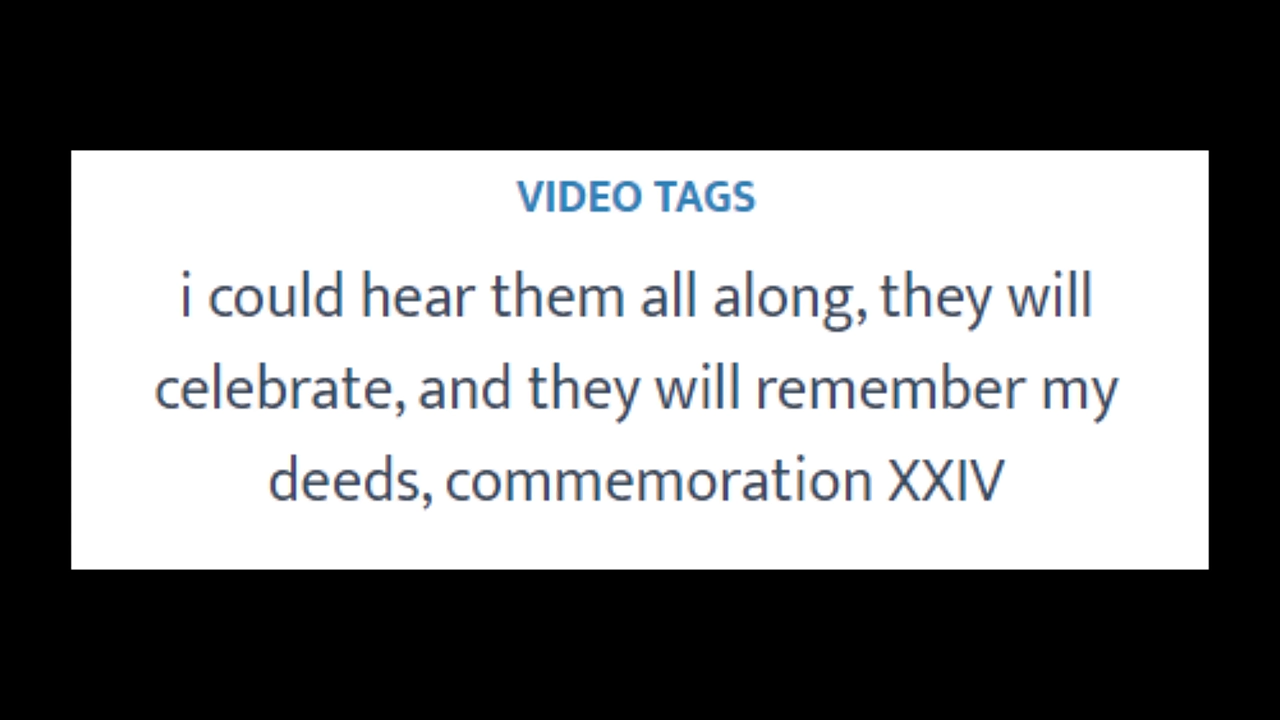 VIDEO TAGS
i could hear them all along, they will
celebrate, and they will remember my
deeds, commemoration XXIV